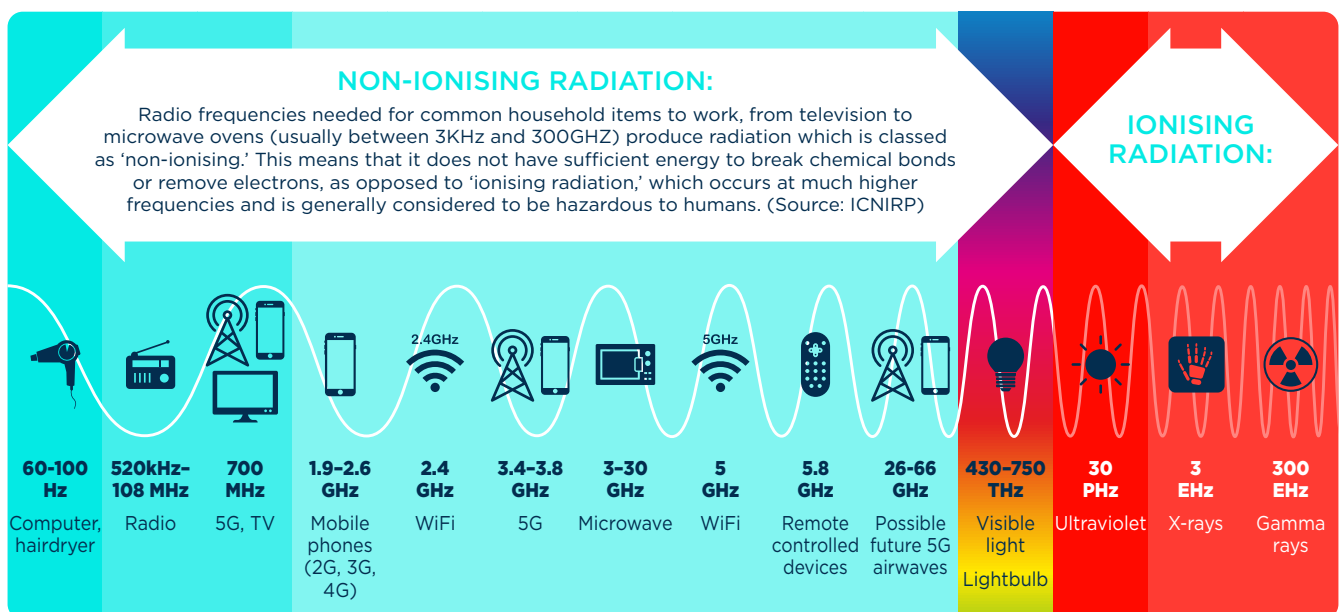 NON-IONISING RADIATION:
Radio frequencies needed for common household items to work, from television to
microwave ovens (usually between 3KHz and 300GHZ) produce radiation which is classed
as ‘non-ionising.’ This means that it does not have sufficient energy to break chemical bonds
or remove electrons, as opposed to ‘ionising radiation,’ which occurs at much higher
frequencies and is generally considered to be hazardous to humans. (Source: ICNIRP)
IONISING
RADIATION:
2.4GHz
5GHz
60-100
Hz
Computer,
hairdryer
520kHz–
108 MHz
Radio
700
MHz
5G, TV
1.9–2.6
GHz
Mobile
phones
(2G, 3G,
4G)
2.4
GHz
WiFi
3.4–3.8
GHz
5G
3–30
GHz
Microwave
5
GHz
WiFi
5.8
GHz
Remote
controlled
devices
26-66
GHz
Possible
future 5G
airwaves
430–750
THz
Visible
light
Lightbulb
30
PHz
Ultraviolet
3
EHz
X-rays
300
EHz
Gamma
rays